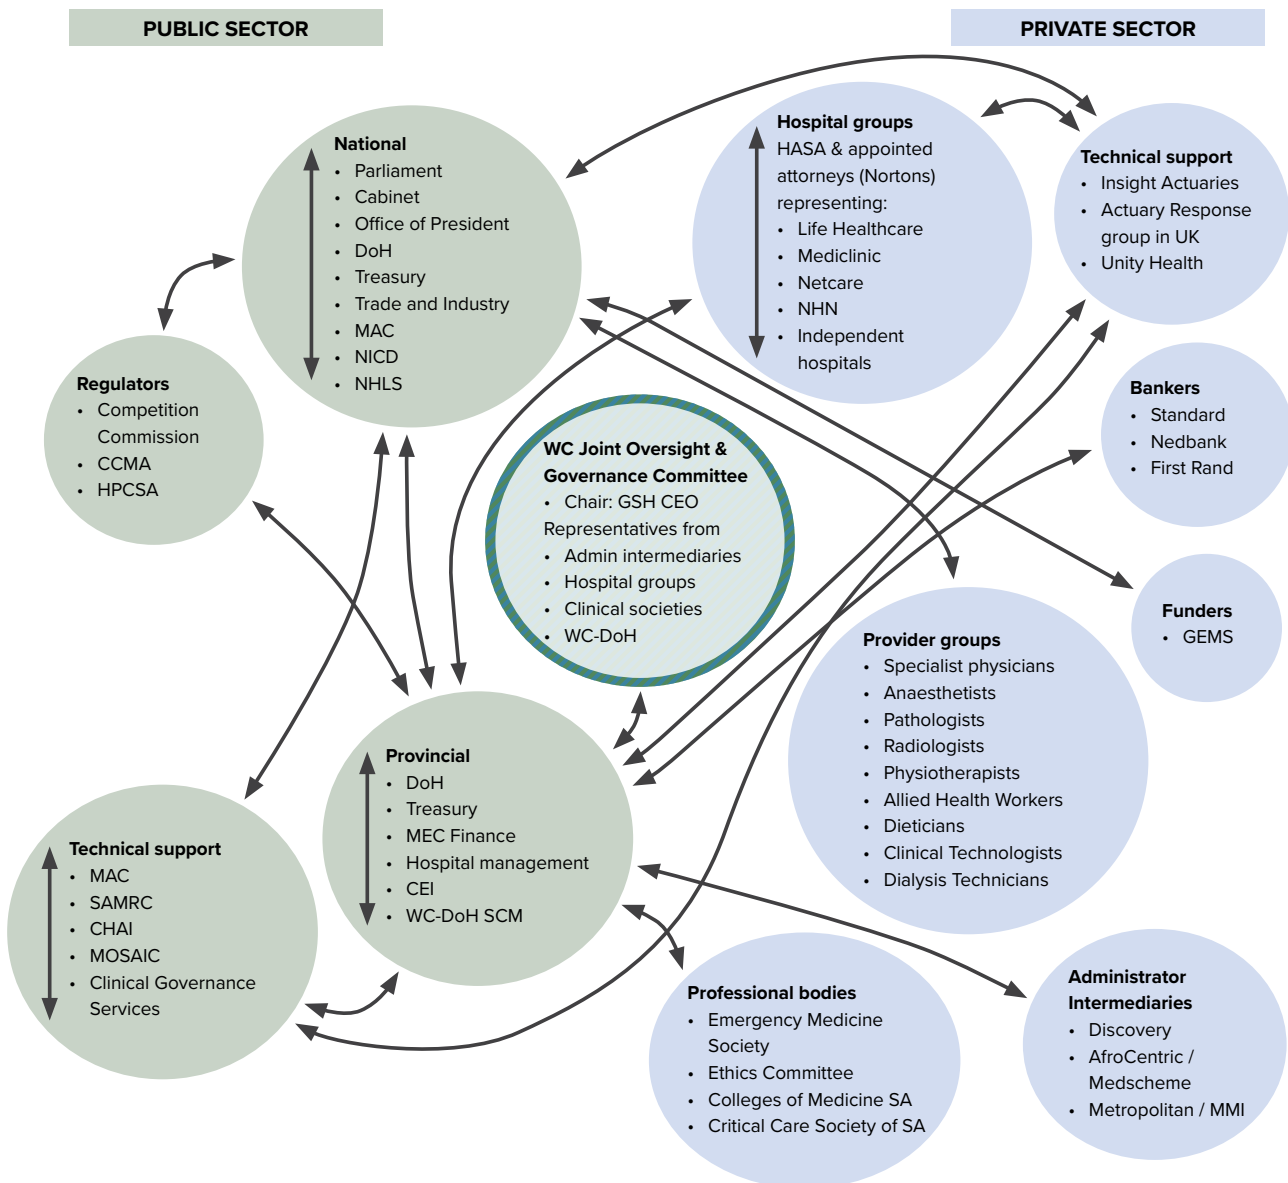 PUBLIC SECTOR
PRIVATE SECTOR
National
• Parliament
• Cabinet
• Office of President
• DoH
• Treasury
• Trade and Industry
• MAC
• NICD
• NHLS
Hospital groups
HASA & appointed
attorneys (Nortons)
representing:
• Life Healthcare
• Mediclinic
• Netcare
• NHN
• Independent
hospitals
Technical support
• Insight Actuaries
• Actuary Response
group in UK
• Unity Health
Regulators
• Competition
Commission
• CCMA
• HPCSA
Bankers
• Standard
• Nedbank
• First Rand
WC Joint Oversight &
Governance Committee
• Chair: GSH CEO
Representatives from
• Admin intermediaries
• Hospital groups
• Clinical societies
• WC-DoH
Funders
• GEMS
Provider groups
• Specialist physicians
• Anaesthetists
• Pathologists
• Radiologists
• Physiotherapists
• Allied Health Workers
• Dieticians
• Clinical Technologists
• Dialysis Technicians
Provincial
• DoH
• Treasury
• MEC Finance
• Hospital management
• CEI
• WC-DoH SCM
Technical support
• MAC
• SAMRC
• CHAI
• MOSAIC
• Clinical Governance
Services
Professional bodies
• Emergency Medicine
Society
• Ethics Committee
• Colleges of Medicine SA
• Critical Care Society of SA
Administrator
Intermediaries
• Discovery
• AfroCentric /
Medscheme
• Metropolitan / MMI